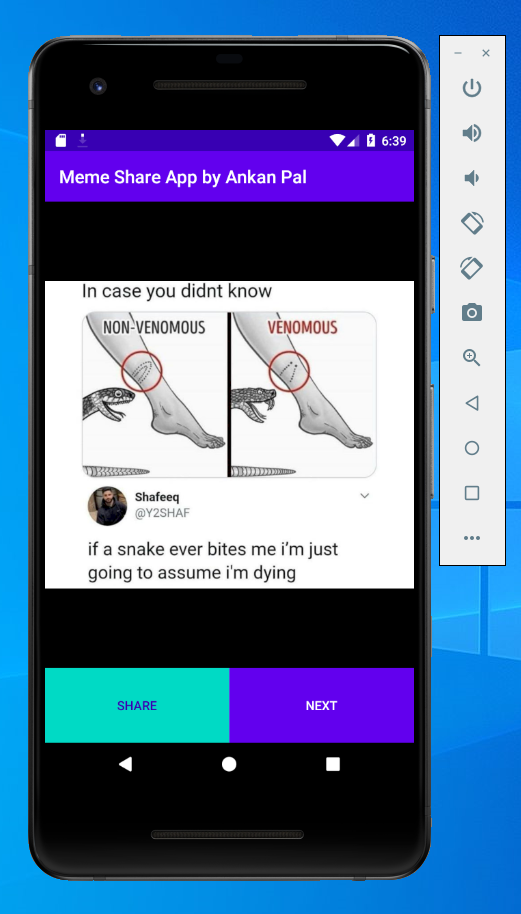 6:39
Meme Share App by Ankan Pal
In case you didnt know
NON-VENOMOUS
VENOMOUS
Shafeeq
@Y2SHAF
if a snake ever bites me i’m just
going to assume i'm dying
SHARE
NEXT